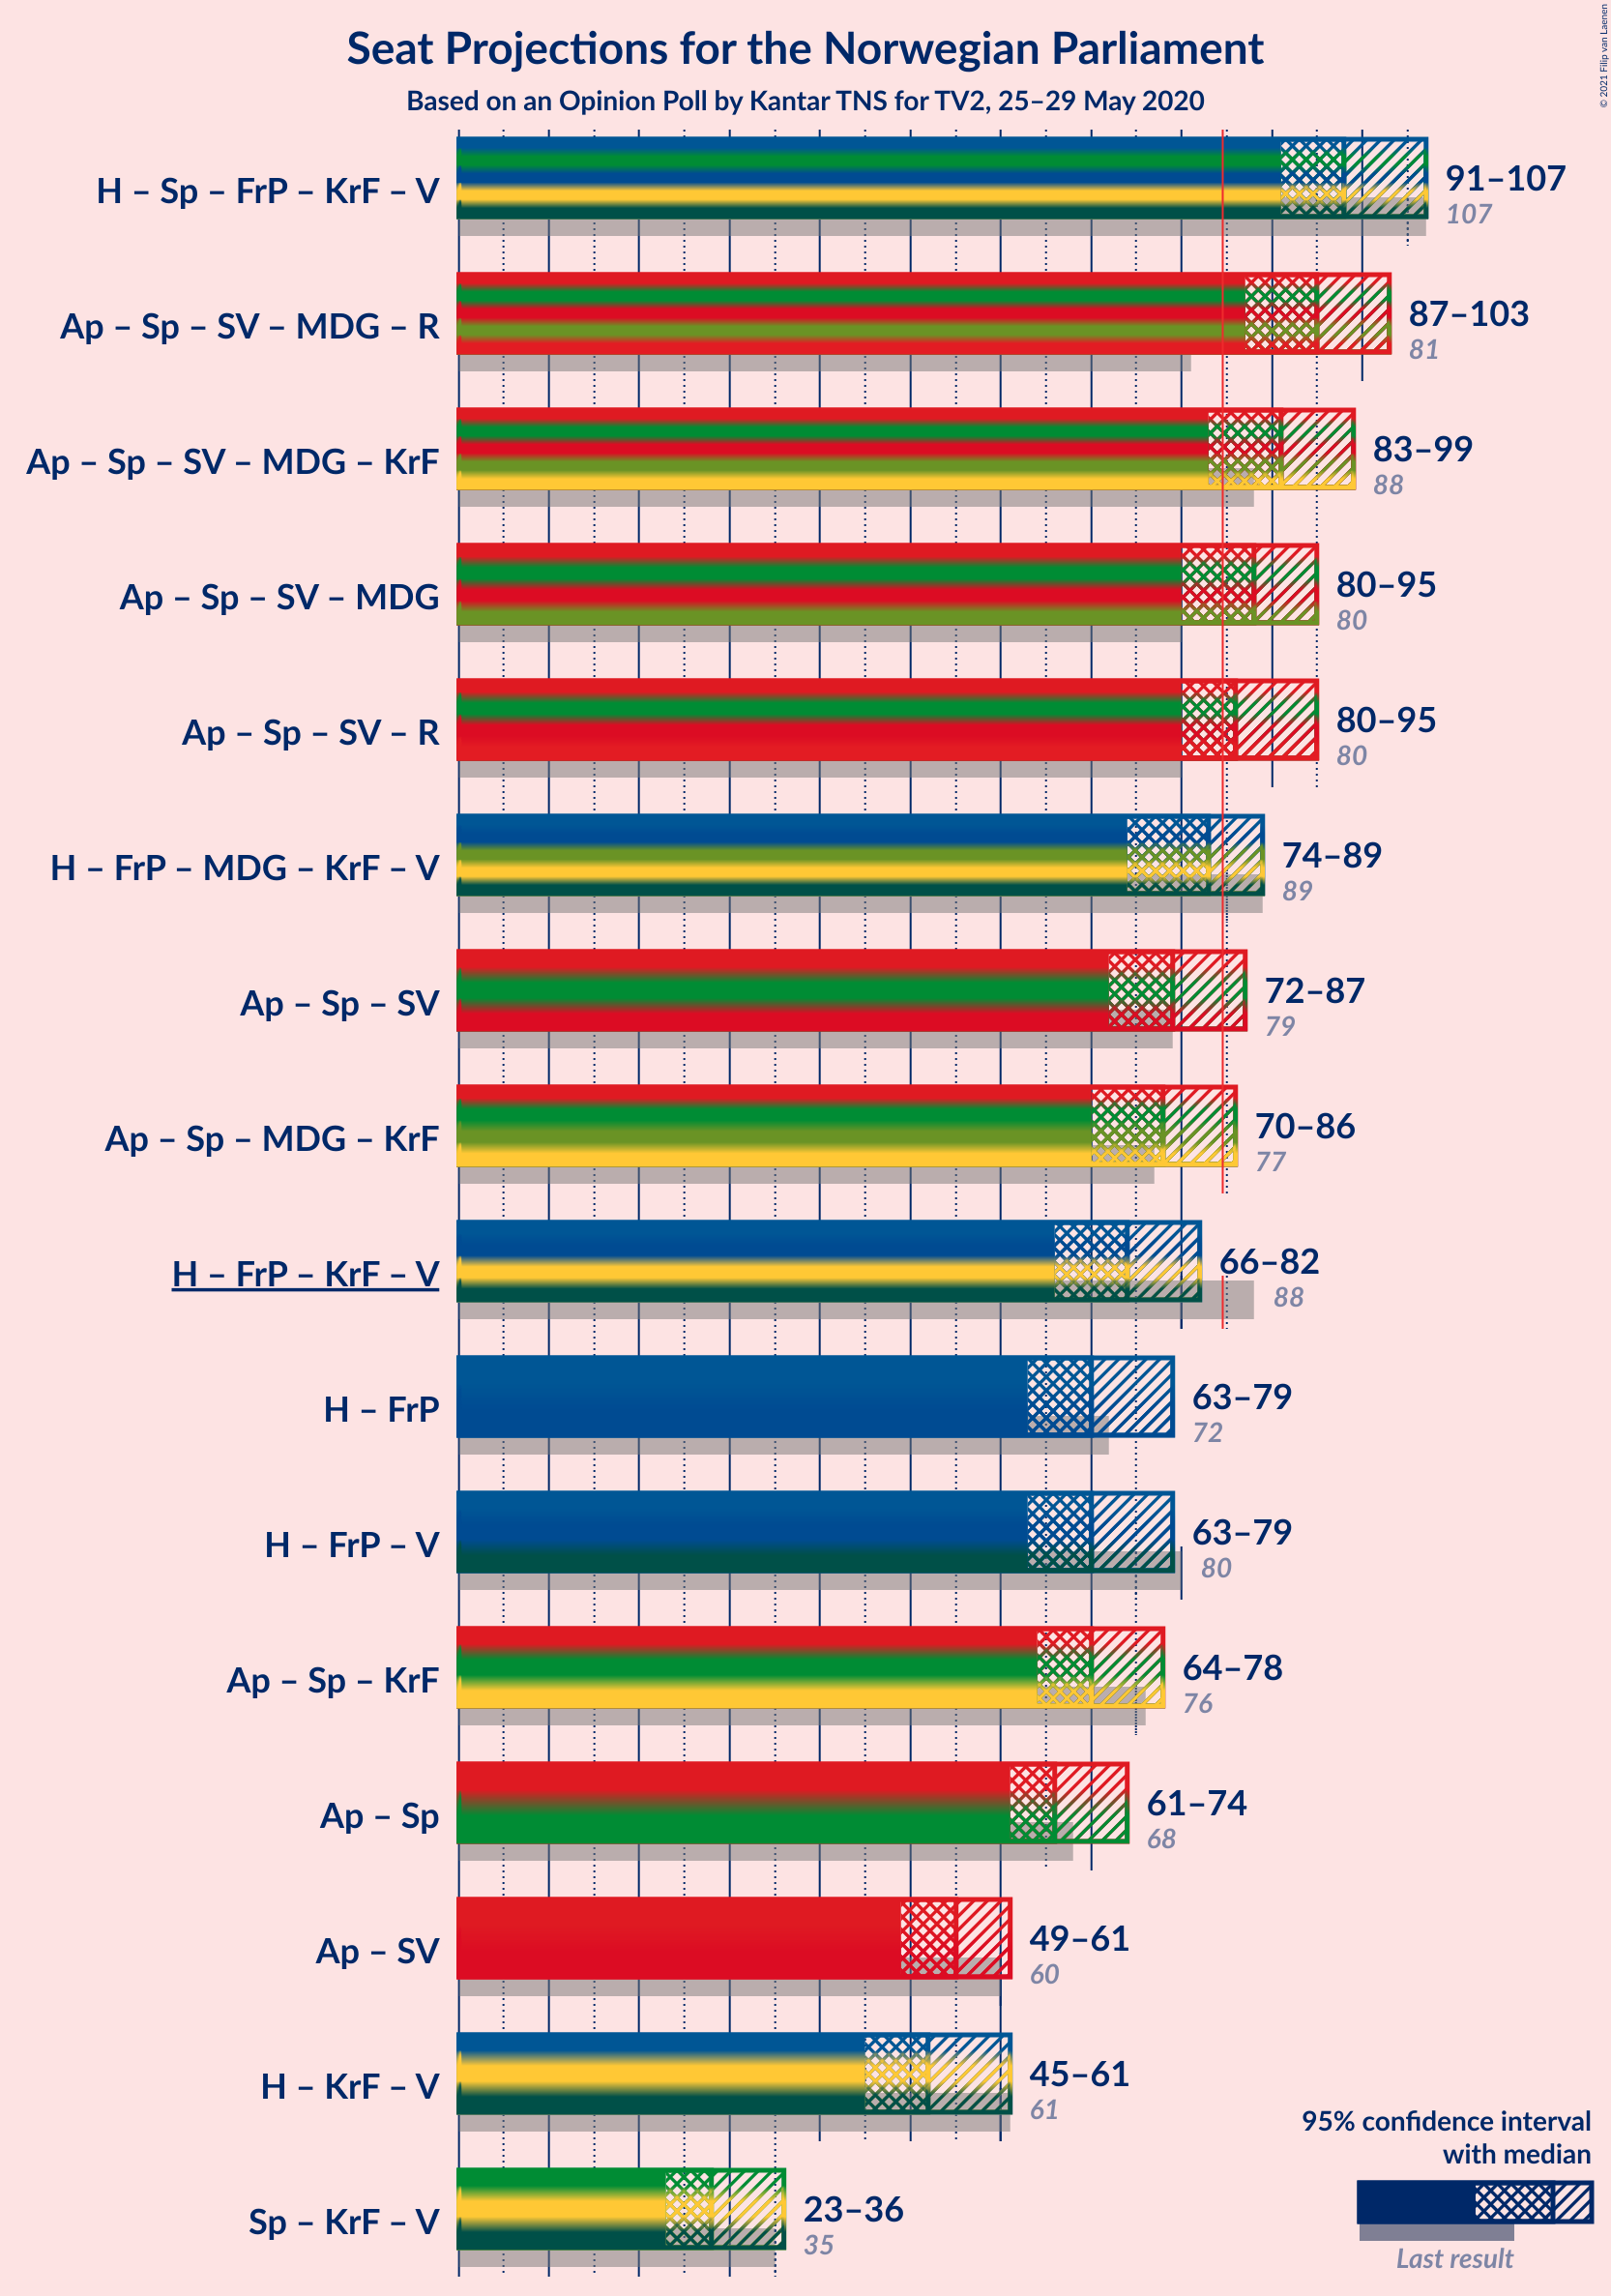 Seat Projections for the Norwegian Parliament
Based on an Opinion Poll by Kantar TNS for TV2, 25–29 May 2020
© 2021 Filip van Laenen
H – Sp – FrP – KrF – V
91–107
107
Ap – Sp – SV – MDG – R
87–103
81
Ap – Sp – SV – MDG – KrF
83–99
88
Ap – Sp – SV – MDG
80–95
80
Ap – Sp – SV – R
80–95
80
H – FrP – MDG – KrF – V
74–89
89
Ap – Sp – SV
72–87
79
Ap – Sp – MDG – KrF
70–86
77
H – FrP – KrF – V
66–82
88
H – FrP
63–79
72
H – FrP – V
63–79
80
Ap – Sp – KrF
64–78
76
Ap – Sp
61–74
68
Ap – SV
49–61
60
H – KrF – V
45–61
61
Sp – KrF – V
23–36
35
95% confidence interval
with median
Last result